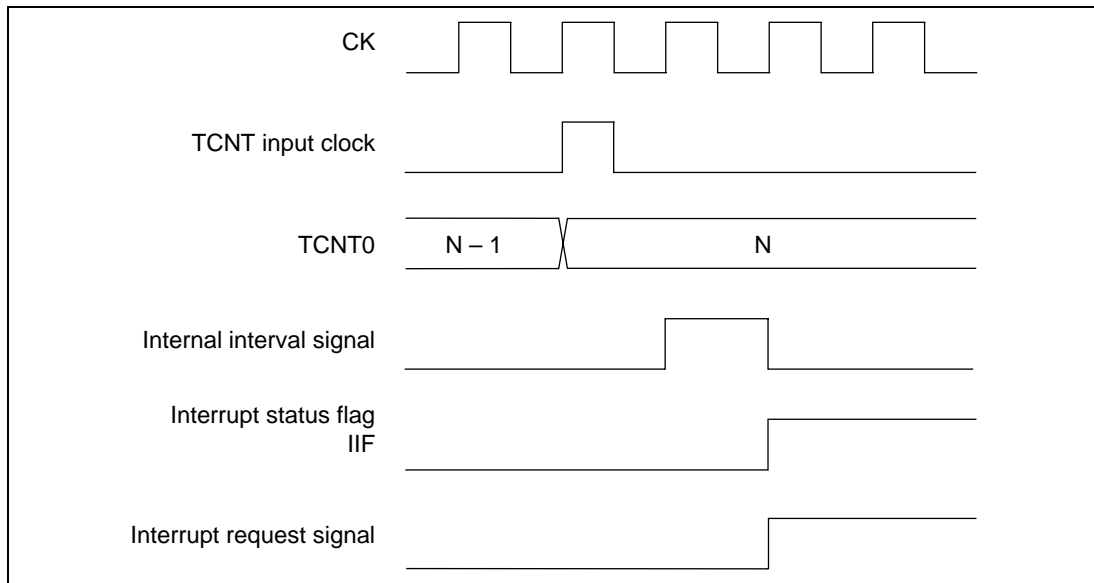 CK
TCNT input clock
TCNT0
N – 1
N
Internal interval signal
Interrupt status flag
IIF
Interrupt request signal